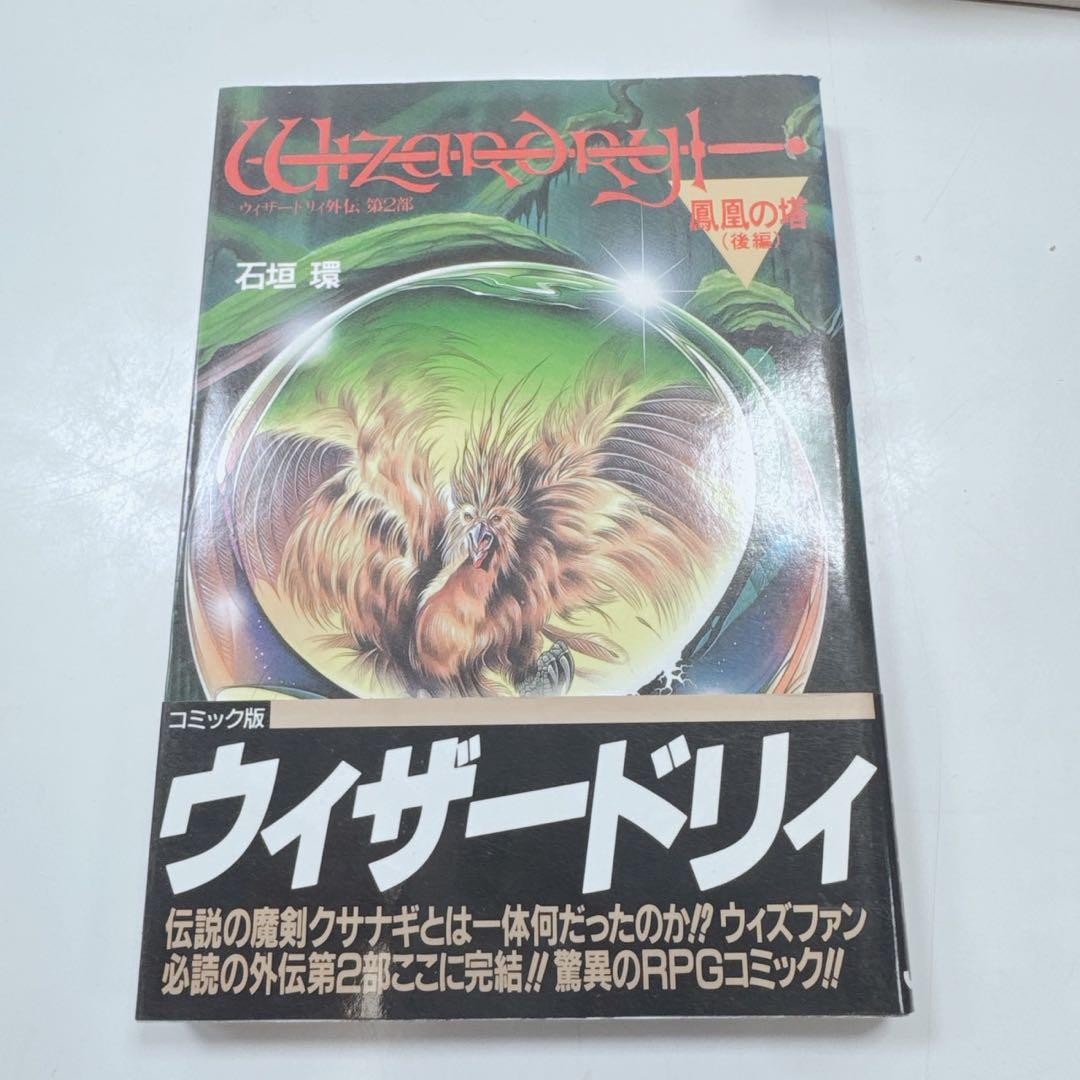 Wizardry
ウィザードリィ外伝 第2部
鳳凰の塔
(後編)
石垣 環
コミック版
ウィザードリィ
伝説の魔剣クサナギとは一体何だったのか!? ウィズファン
必読の外伝第2部ここに完結!! 驚異のRPGコミック!!